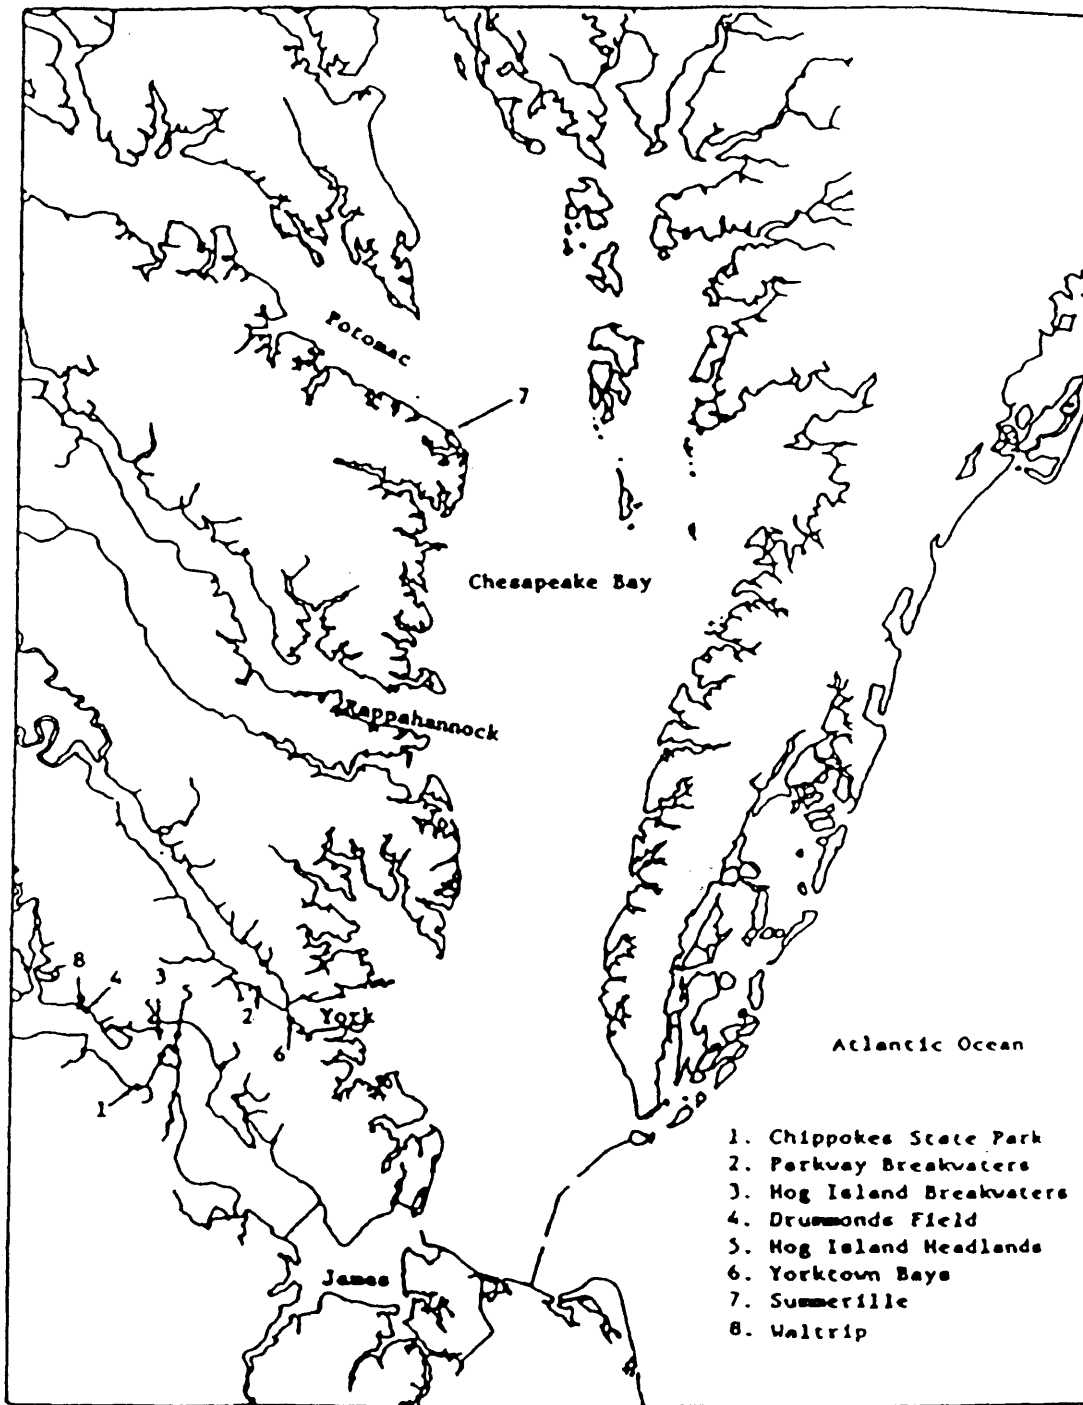 Potomac
7
Chesapeake Bay
Rappahannock
8
4
3
5
2
York
6
1
Atlantic Ocean
James
1. Chippokes State Park
2. Parkway Breakwaters
3. Hog Island Breakwaters
4. Drummonds Field
5. Hog Island Headlands
6. Yorktown Bays
7. Summerille
8. Waltrip